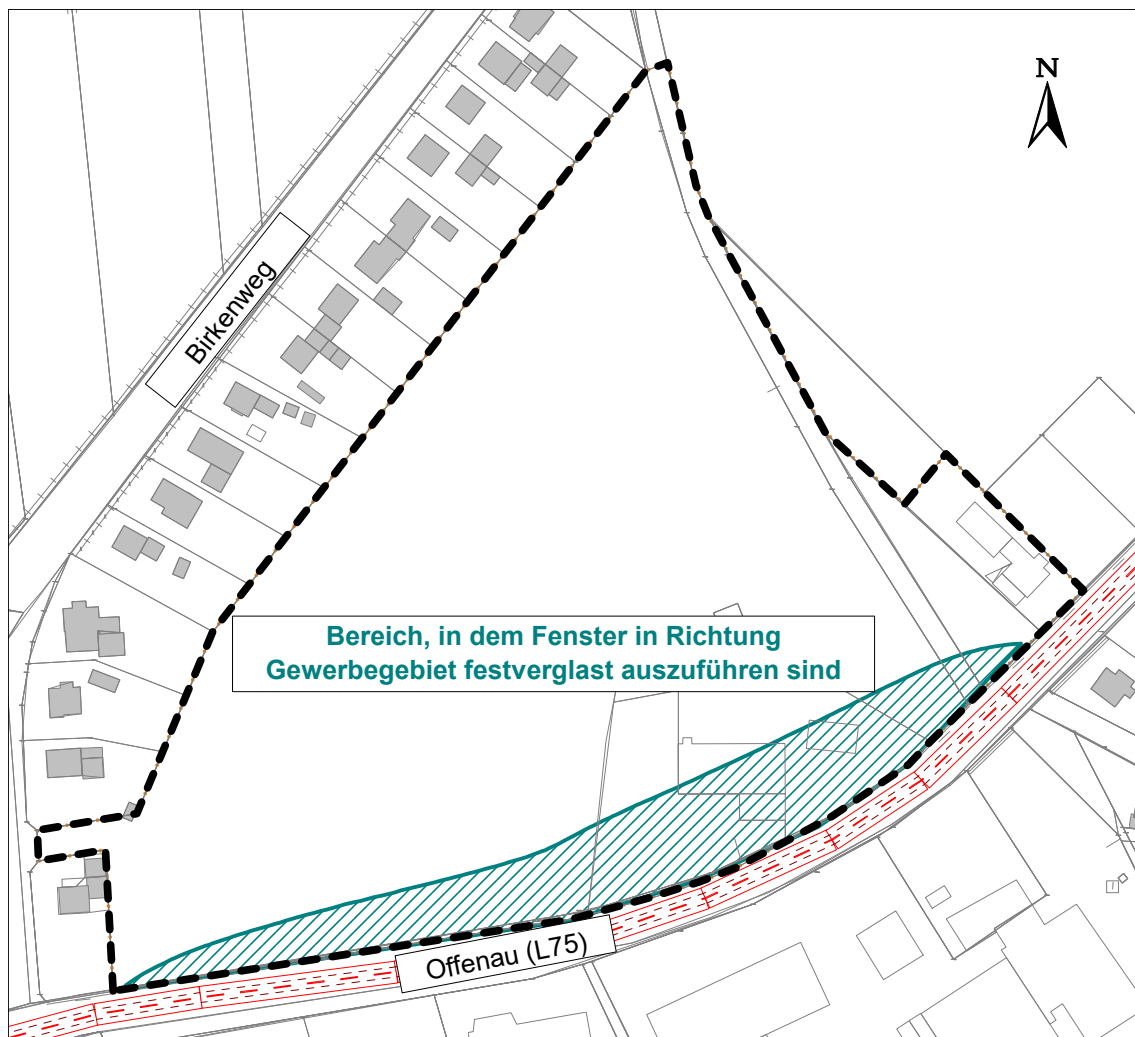 N
Birkenweg
Bereich, in dem Fenster in Richtung
Gewerbegebiet festverglast auszuführen sind
Offenau (L75)